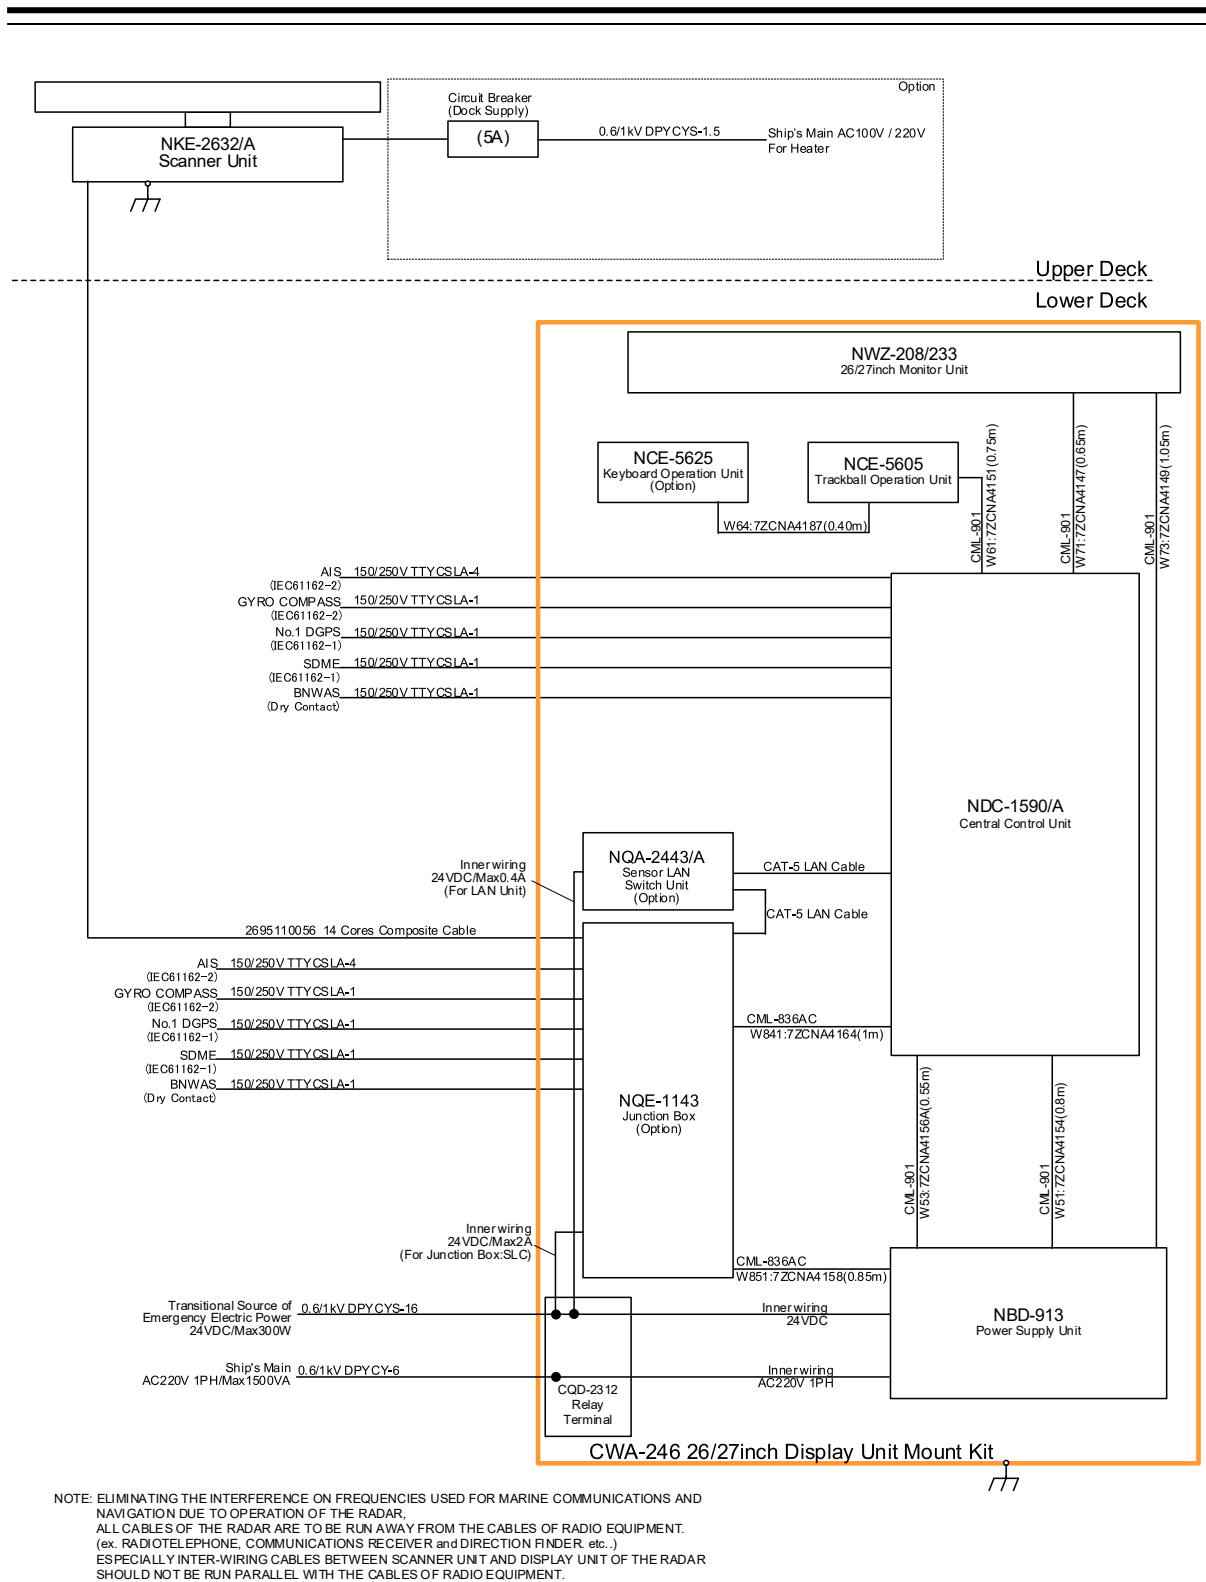 Option
Circuit Breaker
(Dock Supply)
(5A)
0.6/1kV DPYCYS-1.5
Ship's Main AC100V / 220V
For Heater
NKE-2632/A
Scanner Unit
Upper Deck
Lower Deck
NWZ-208/233
26/27inch Monitor Unit
NCE-5625
Keyboard Operation Unit
(Option)
NCE-5605
Trackball Operation Unit
W64:7ZCNA4187(0.40m)
CML-901
W61:7ZCNA4151(0.75m)
CML-901
W71:7ZCNA4147(0.65m)
CML-901
W73:7ZCNA4149(1.05m)
AIS 150/250V TTYCSLA-4
(IEC61162-2)
GYRO COMPASS 150/250V TTYCSLA-1
(IEC61162-2)
No.1 DGPS 150/250V TTYCSLA-1
(IEC61162-1)
SDME 150/250V TTYCSLA-1
(IEC61162-1)
BNWAS 150/250V TTYCSLA-1
(Dry Contact)
NDC-1590/A
Central Control Unit
NQA-2443/A
Sensor LAN
Switch Unit
(Option)
CAT-5 LAN Cable
CAT-5 LAN Cable
Inner wiring
24VDC/Max0.4A
(For LAN Unit)
2695110056 14 Cores Composite Cable
AIS 150/250V TTYCSLA-4
(IEC61162-2)
GYRO COMPASS 150/250V TTYCSLA-1
(IEC61162-2)
No.1 DGPS 150/250V TTYCSLA-1
(IEC61162-1)
SDME 150/250V TTYCSLA-1
(IEC61162-1)
BNWAS 150/250V TTYCSLA-1
(Dry Contact)
CML-836AC
W841:7ZCNA4164(1m)
NQE-1143
Junction Box
(Option)
CML-901
W53:7ZCNA4156A(0.55m)
CML-901
W51:7ZCNA4154(0.8m)
Inner wiring
24VDC/Max2A
(For Junction Box:SLC)
CML-836AC
W851:7ZCNA4158(0.85m)
Transitional Source of
Emergency Electric Power
24VDC/Max300W
0.6/1kV DPYCYS-16
Inner wiring
24VDC
NBD-913
Power Supply Unit
Ship's Main
AC220V 1PH/Max1500VA
0.6/1kV DPYCY-6
Inner wiring
AC220V 1PH
CQD-2312
Relay
Terminal
CWA-246 26/27inch Display Unit Mount Kit
NOTE: ELIMINATING THE INTERFERENCE ON FREQUENCIES USED FOR MARINE COMMUNICATIONS AND
NAVIGATION DUE TO OPERATION OF THE RADAR,
ALL CABLES OF THE RADAR ARE TO BE RUN AWAY FROM THE CABLES OF RADIO EQUIPMENT.
(ex. RADIOTELEPHONE, COMMUNICATIONS RECEIVER and DIRECTION FINDER. etc..)
ESPECIALLY INTER-WIRING CABLES BETWEEN SCANNER UNIT AND DISPLAY UNIT OF THE RADAR
SHOULD NOT BE RUN PARALLEL WITH THE CABLES OF RADIO EQUIPMENT.